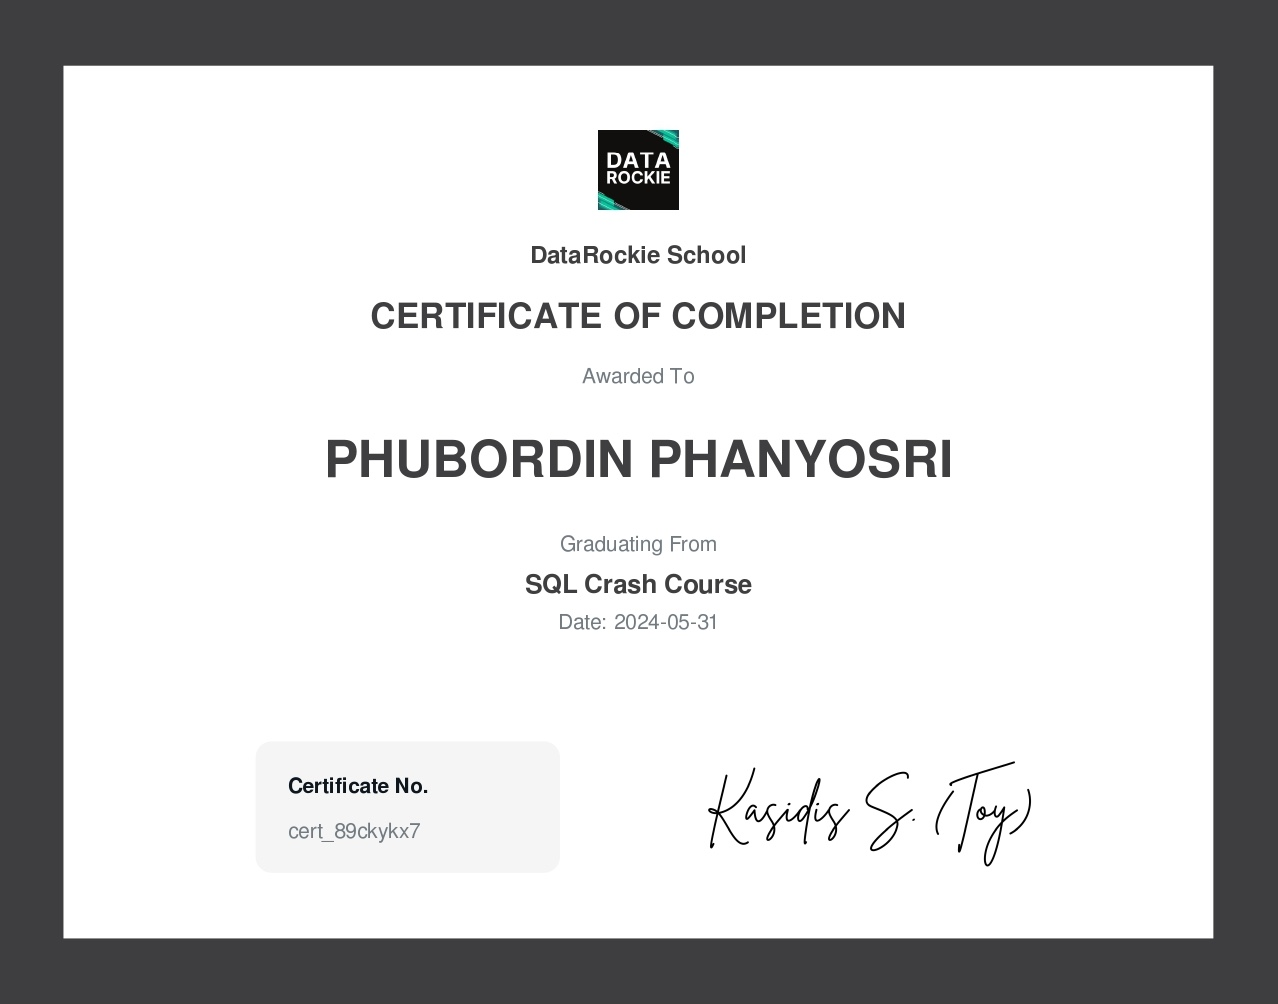 DATA
ROCKIE
DataRockie School
CERTIFICATE OF COMPLETION
Awarded To
PHUBORDIN PHANYOSRI
Graduating From
SQL Crash Course
Date: 2024-05-31
Certificate No.
cert_89ckykx7
Kasidis S. (Toy)